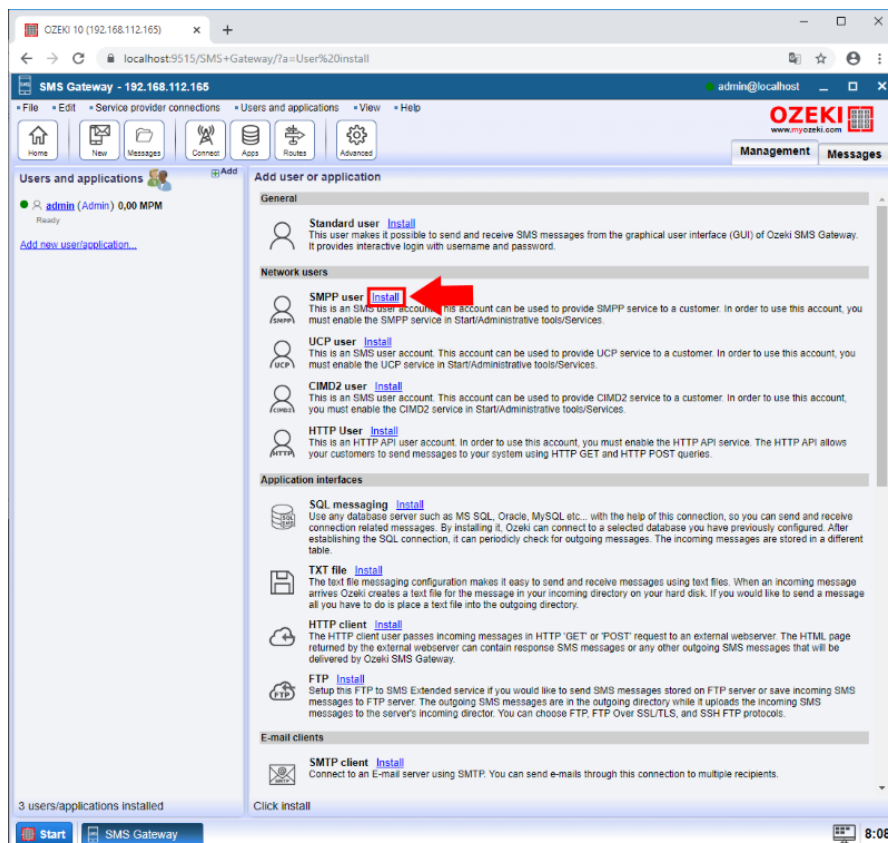 OZEKI 10 (192.168.112.165)
localhost:9515/SMS+Gateway/?a=User%20install
SMS Gateway - 192.168.112.165
admin@localhost
File Edit Service provider connections Users and applications View Help
OZEKI
www.myozeki.com
Home New Messages Connect Apps Routes Advanced
Management Messages
Users and applications Add
admin (Admin) 0,00 MPM
Ready
Add new user/application...
Add user or application
General
Standard user Install
This user makes it possible to send and receive SMS messages from the graphical user interface (GUI) of Ozeki SMS Gateway.
It provides interactive login with username and password.
Network users
SMPP user Install
This is an SMS user account. This account can be used to provide SMPP service to a customer. In order to use this account, you
must enable the SMPP service in Start/Administrative tools/Services.
SMPP
UCP user Install
This is an SMS user account. This account can be used to provide UCP service to a customer. In order to use this account, you
must enable the UCP service in Start/Administrative tools/Services.
UCP
CIMD2 user Install
This is an SMS user account. This account can be used to provide CIMD2 service to a customer. In order to use this account,
you must enable the CIMD2 service in Start/Administrative tools/Services.
CIMD2
HTTP User Install
This is an HTTP API user account. In order to use this account, you must enable the HTTP API service. The HTTP API allows
your customers to send messages to your system using HTTP GET and HTTP POST queries.
HTTP
Application interfaces
SQL messaging Install
Use any database server such as MS SQL, Oracle, MySQL etc... with the help of this connection, so you can send and receive
connection related messages. By installing it, Ozeki can connect to a selected database you have previously configured. After
establishing the SQL connection, it can periodicly check for outgoing messages. The incoming messages are stored in a different
table.
SQL
SMS
TXT file Install
The text file messaging configuration makes it easy to send and receive messages using text files. When an incoming message
arrives Ozeki creates a text file for the message in your incoming directory on your hard disk. If you would like to send a message
all you have to do is place a text file into the outgoing directory.
HTTP client Install
The HTTP client user passes incoming messages in HTTP 'GET' or 'POST' request to an external webserver. The HTML page
returned by the external webserver can contain response SMS messages or any other outgoing SMS messages that will be
delivered by Ozeki SMS Gateway.
FTP Install
Setup this FTP to SMS Extended service if you would like to send SMS messages stored on FTP server or save incoming SMS
messages to FTP server. The outgoing SMS messages are in the outgoing directory while it uploads the incoming SMS
messages to the server's incoming director. You can choose FTP, FTP Over SSL/TLS, and SSH FTP protocols.
FTP
E-mail clients
SMTP client Install
Connect to an E-mail server using SMTP. You can send e-mails through this connection to multiple recipients.
SMTP
3 users/applications installed
Click install
Start SMS Gateway
8:08